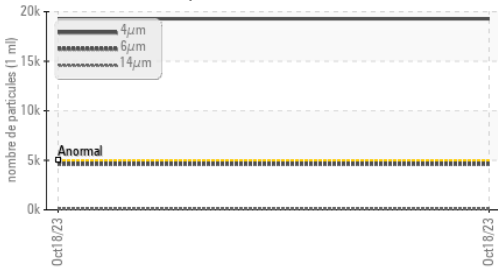 20k
4μm
6μm
14μm
15k
10k
Anormal
5k
0k
nombre de particules (1 ml)
Oct18/23
Oct18/23